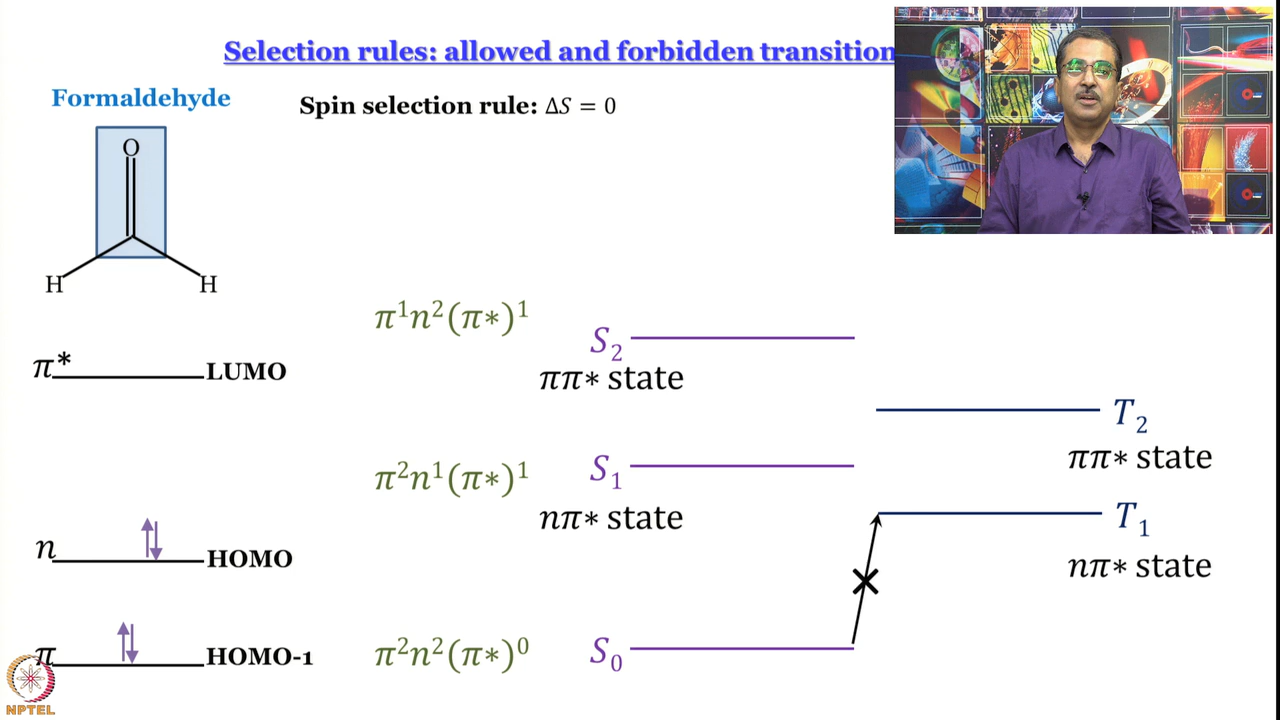 Selection rules: allowed and forbidden transition
Formaldehyde
Spin selection rule: ΔS = 0
O
H H
π¹n²(π∗)¹
S₂
π* LUMO
ππ∗ state
T₂
ππ∗ state
π²n¹(π∗)¹
S₁
nπ∗ state
T₁
n HOMO
nπ∗ state
π HOMO-1
π²n²(π∗)⁰
S₀
NPTEL